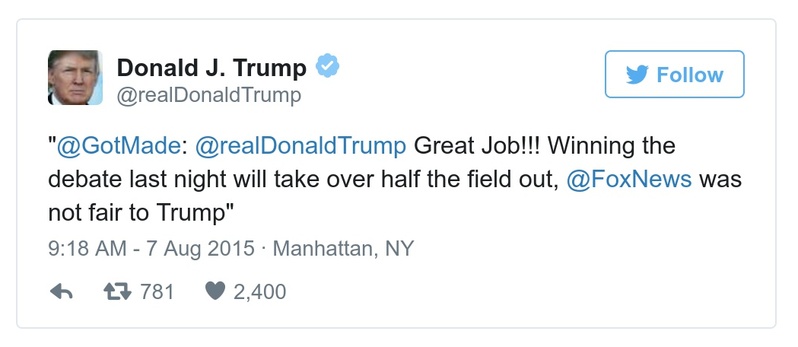 Donald J. Trump
@realDonaldTrump
Follow
"@GotMade: @realDonaldTrump Great Job!!! Winning the
debate last night will take over half the field out, @FoxNews was
not fair to Trump"
9:18 AM - 7 Aug 2015 · Manhattan, NY
781 2,400